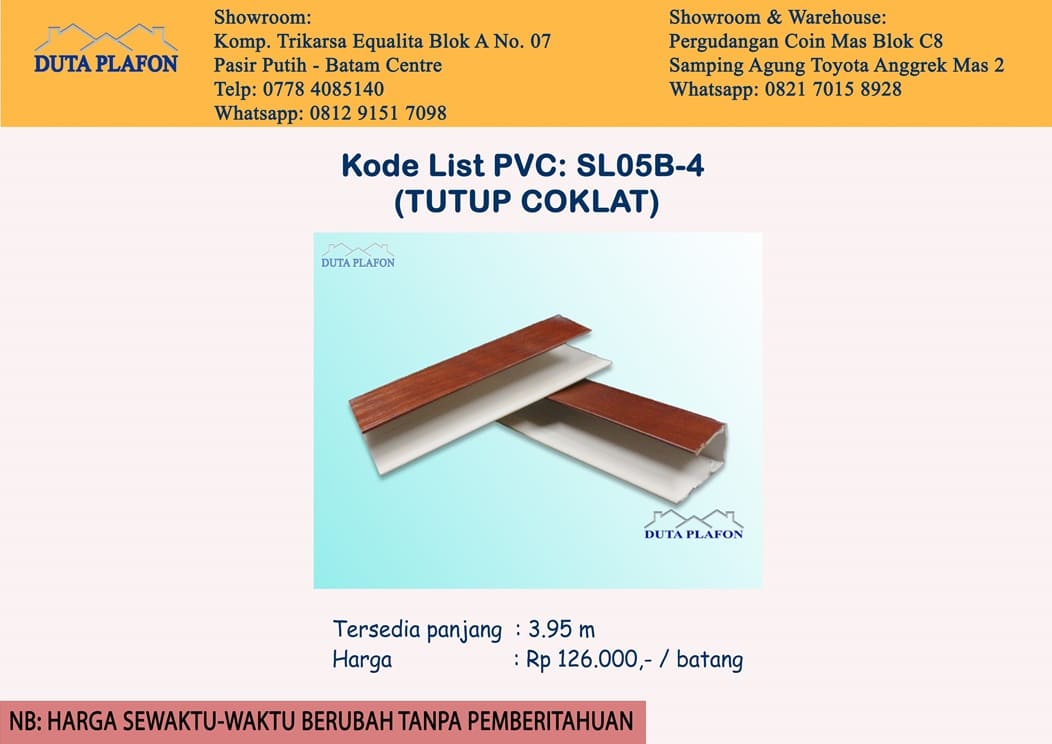 DUTA PLAFON
Showroom:
Komp. Trikarsa Equalita Blok A No. 07
Pasir Putih - Batam Centre
Telp: 0778 4085140
Whatsapp: 0812 9151 7098
Showroom & Warehouse:
Pergudangan Coin Mas Blok C8
Samping Agung Toyota Anggrek Mas 2
Whatsapp: 0821 7015 8928
Kode List PVC: SL05B-4
(TUTUP COKLAT)
DUTA PLAFON
DUTA PLAFON
Tersedia panjang : 3.95 m
Harga : Rp 126.000,- / batang
NB: HARGA SEWAKTU-WAKTU BERUBAH TANPA PEMBERITAHUAN